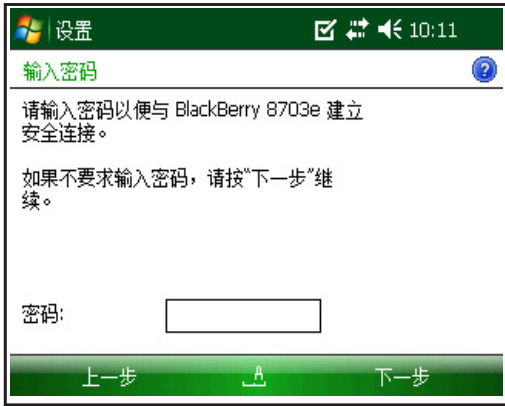 设置 10:11
输入密码
请输入密码以便与 BlackBerry 8703e 建立
安全连接。
如果不要求输入密码，请按“下一步”继
续。
密码:
上一步 下一步